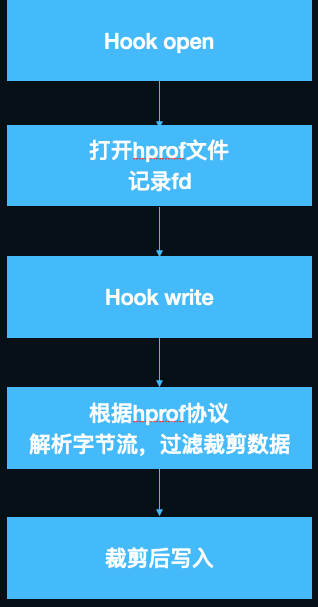 Hook open
打开hprof文件
记录fd
Hook write
根据hprof协议
解析字节流，过滤裁剪数据
裁剪后写入